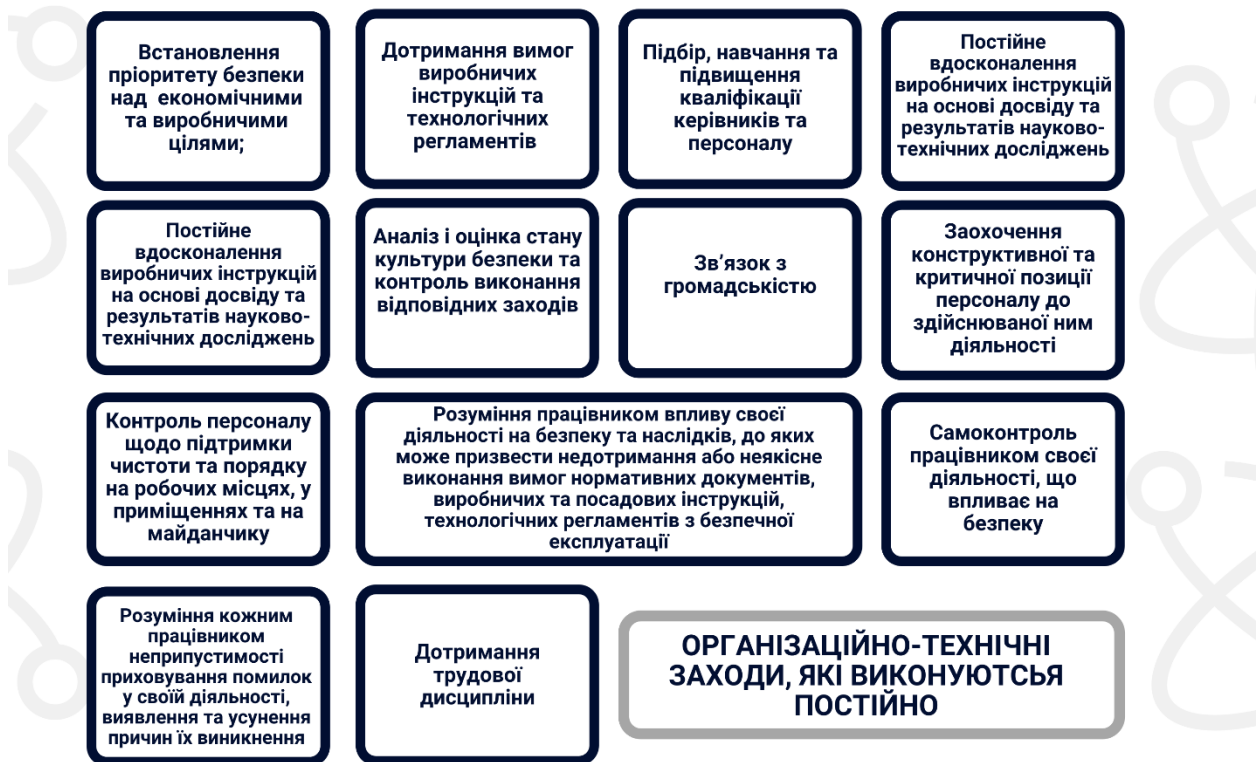 Встановлення
пріоритету безпеки
над економічними
та виробничими
цілями;
Дотримання вимог
виробничих
інструкцій та
технологічних
регламентів
Підбір, навчання та
підвищення
кваліфікації
керівників та
персоналу
Постійне
вдосконалення
виробничих інструкцій
на основі досвіду та
результатів науково-
технічних досліджень
Постійне
вдосконалення
виробничих інструкцій
на основі досвіду та
результатів науково-
технічних досліджень
Аналіз і оцінка стану
культури безпеки та
контроль виконання
відповідних заходів
Зв’язок з
громадськістю
Заохочення
конструктивної та
критичної позиції
персоналу до
здійснюваної ним
діяльності
Контроль персоналу
щодо підтримки
чистоти та порядку
на робочих місцях, у
приміщеннях та на
майданчику
Розуміння працівником впливу своєї
діяльності на безпеку та наслідків, до яких
може призвести недотримання або неякісне
виконання вимог нормативних документів,
виробничих та посадових інструкцій,
технологічних регламентів з безпечної
експлуатації
Самоконтроль
працівником своєї
діяльності, що
впливає на
безпеку
Розуміння кожним
працівником
неприпустимості
приховування помилок
у своїй діяльності,
виявлення та усунення
причин їх виникнення
Дотримання
трудової
дисципліни
ОРГАНІЗАЦІЙНО-ТЕХНІЧНІ
ЗАХОДИ, ЯКІ ВИКОНУЮТСЬЯ
ПОСТІЙНО